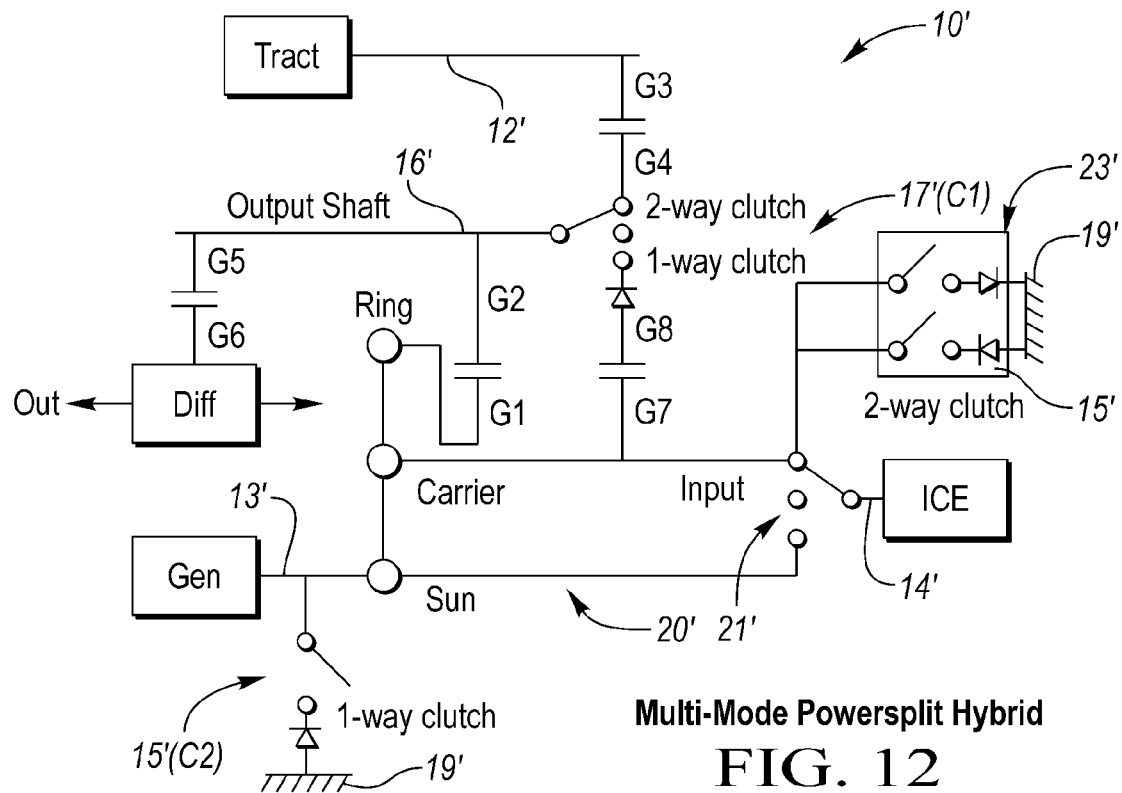 10'
Tract
G3
12'
G4
16'
23'
17'(C1)
Output Shaft
2-way clutch
19'
1-way clutch
G5
Ring
G2
G8
G6
Out
Diff
G1
G7
2-way clutch
15'
Carrier
Input
ICE
13'
Gen
Sun
14'
20'
21'
1-way clutch
15'(C2)
19'
Multi-Mode Powersplit Hybrid
FIG. 12